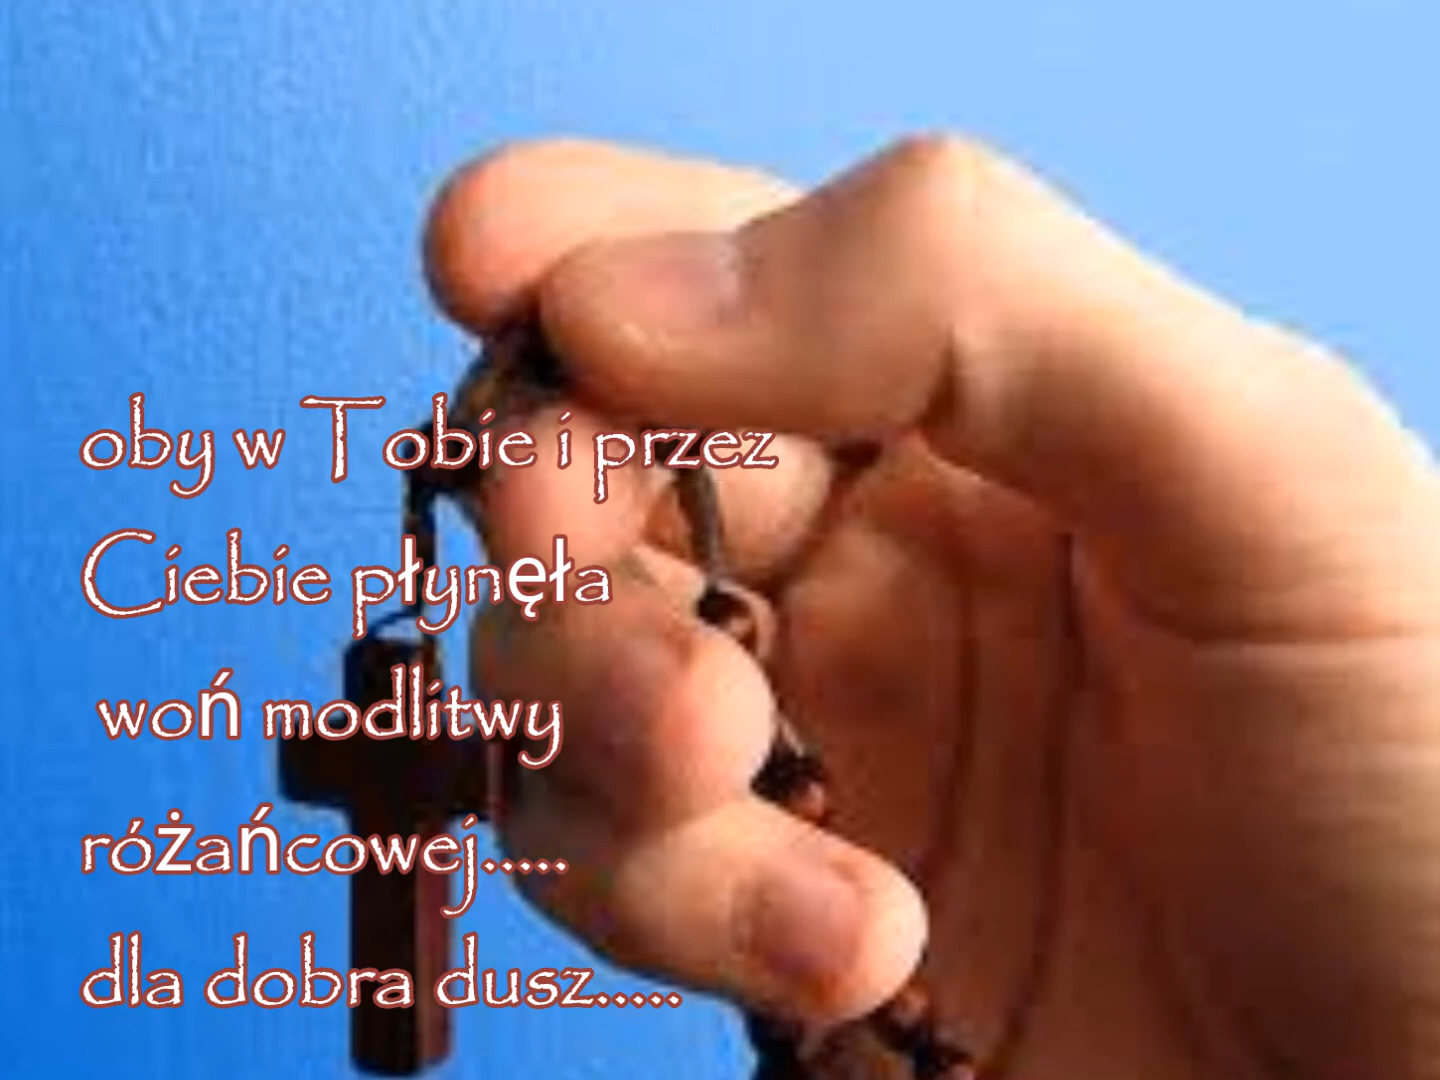 oby w Tobie i przez
Ciebie płynęła
woń modlitwy
różańcowej.....
dla dobra dusz.....